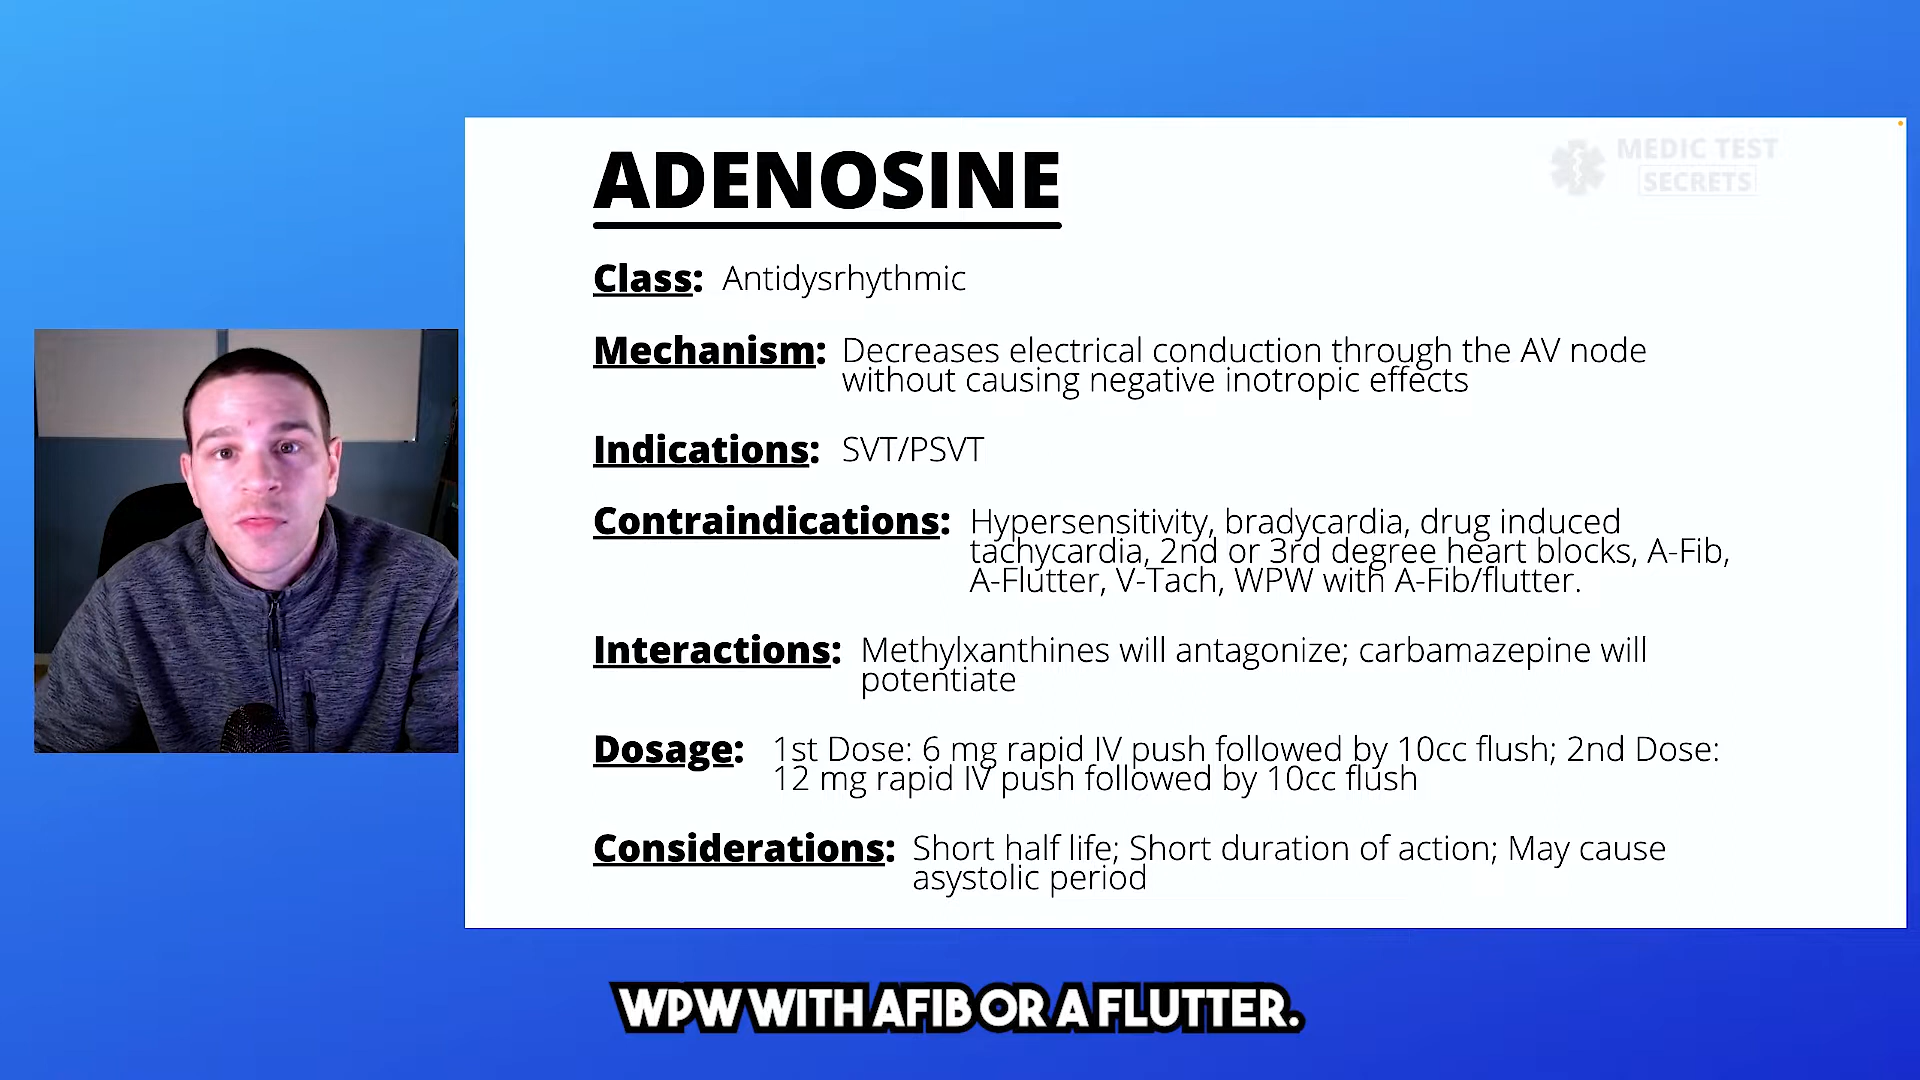 MEDIC TEST
SECRETS
ADENOSINE
Class: Antidysrhythmic
Mechanism: Decreases electrical conduction through the AV node
without causing negative inotropic effects
Indications: SVT/PSVT
Contraindications: Hypersensitivity, bradycardia, drug induced
tachycardia, 2nd or 3rd degree heart blocks, A-Fib,
A-Flutter, V-Tach, WPW with A-Fib/flutter.
Interactions: Methylxanthines will antagonize; carbamazepine will
potentiate
Dosage: 1st Dose: 6 mg rapid IV push followed by 10cc flush; 2nd Dose:
12 mg rapid IV push followed by 10cc flush
Considerations: Short half life; Short duration of action; May cause
asystolic period
WPW WITH AFIB OR A FLUTTER.